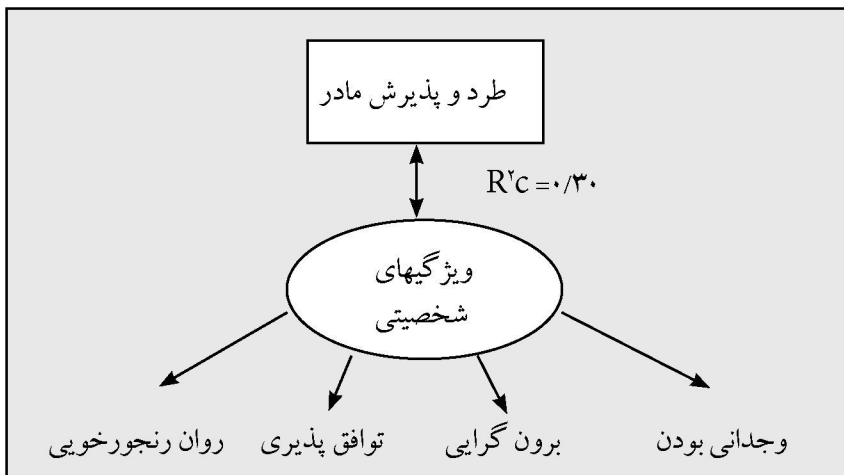 طرد و پذیرش مادر
R²c =۰/۳۰
ویژگیهای
شخصیتی
وجدانی بودن
برون گرایی
توافق پذیری
روان رنجورخویی